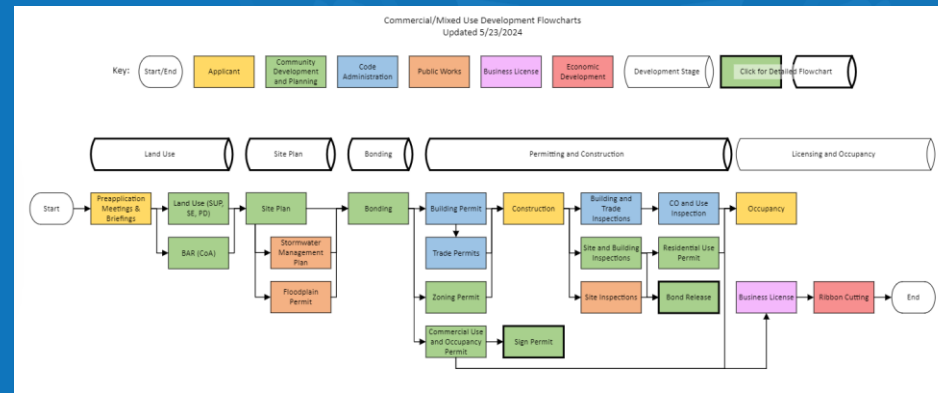 Commercial/Mixed Use Development Flowcharts
Updated 5/23/2024
Key:
Start/End
Applicant
Community
Development
and Planning
Code
Administration
Public Works
Business License
Economic
Development
Development Stage
Click for Detailed Flowchart
Land Use
Site Plan
Bonding
Permitting and Construction
Licensing and Occupancy
Start
Preapplication
Meetings &
Briefings
Land Use (SUP,
SE, PD)
Site Plan
Bonding
Building Permit
Construction
Building and
Trade
Inspections
CO and Use
Inspection
Occupancy
BAR (CoA)
Stormwater
Management
Plan
Trade Permits
Site and Building
Inspections
Residential Use
Permit
Floodplain
Permit
Zoning Permit
Site Inspections
Bond Release
Business License
Ribbon Cutting
End
Commercial Use
and Occupancy
Permit
Sign Permit